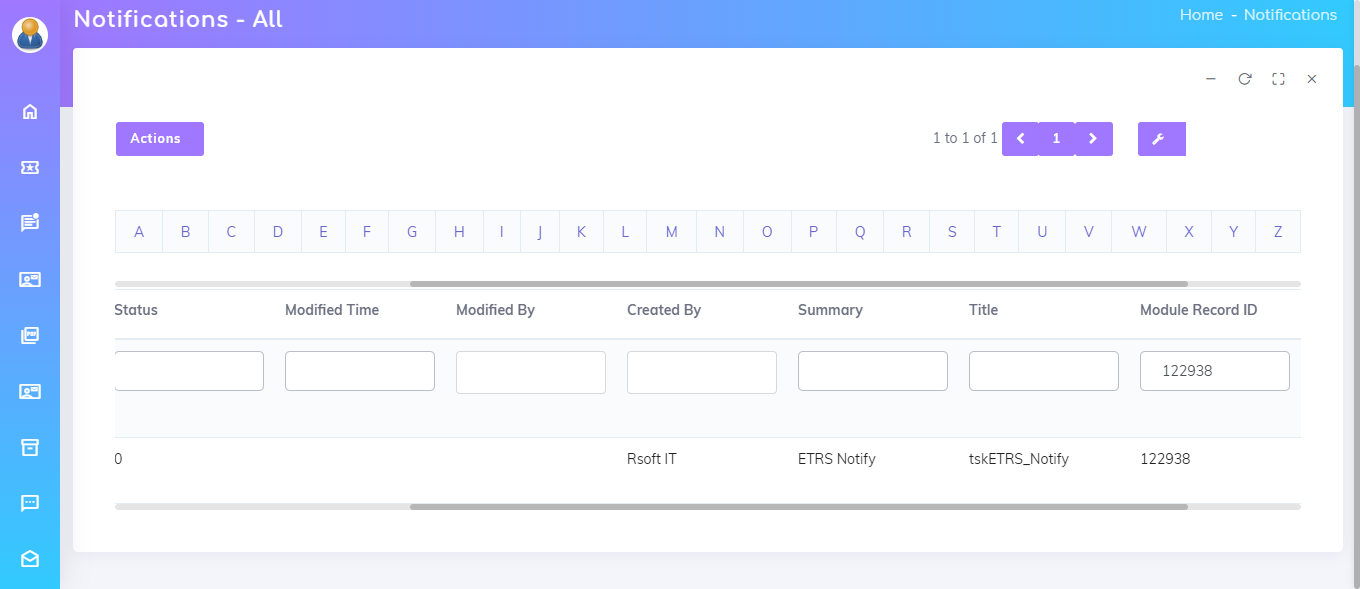 Notifications - All
Home - Notifications
Actions
1 to 1 of 1 1
A B C D E F G H I J K L M N O P Q R S T U V W X Y Z
Status Modified Time Modified By Created By Summary Title Module Record ID
122938
0 Rsoft IT ETRS Notify tskETRS_Notify 122938